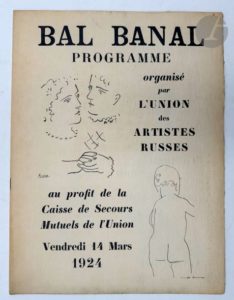 BAL BANAL
PROGRAMME
organisé
par
L'UNION
des
ARTISTES
RUSSES
au profit de la
Caisse de Secours
Mutuels de l'Union
Vendredi 14 Mars
1924